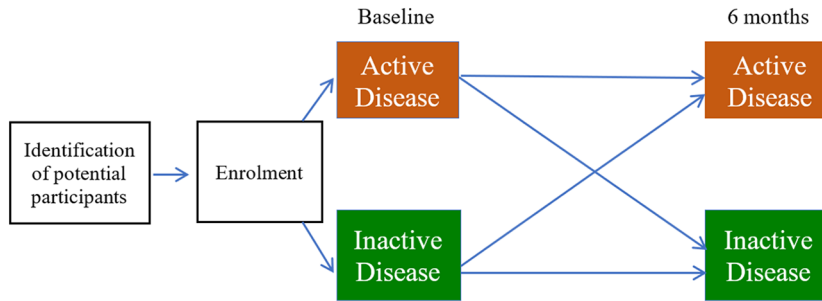 Baseline
6 months
Identification
of potential
participants
Enrolment
Active
Disease
Inactive
Disease
Active
Disease
Inactive
Disease